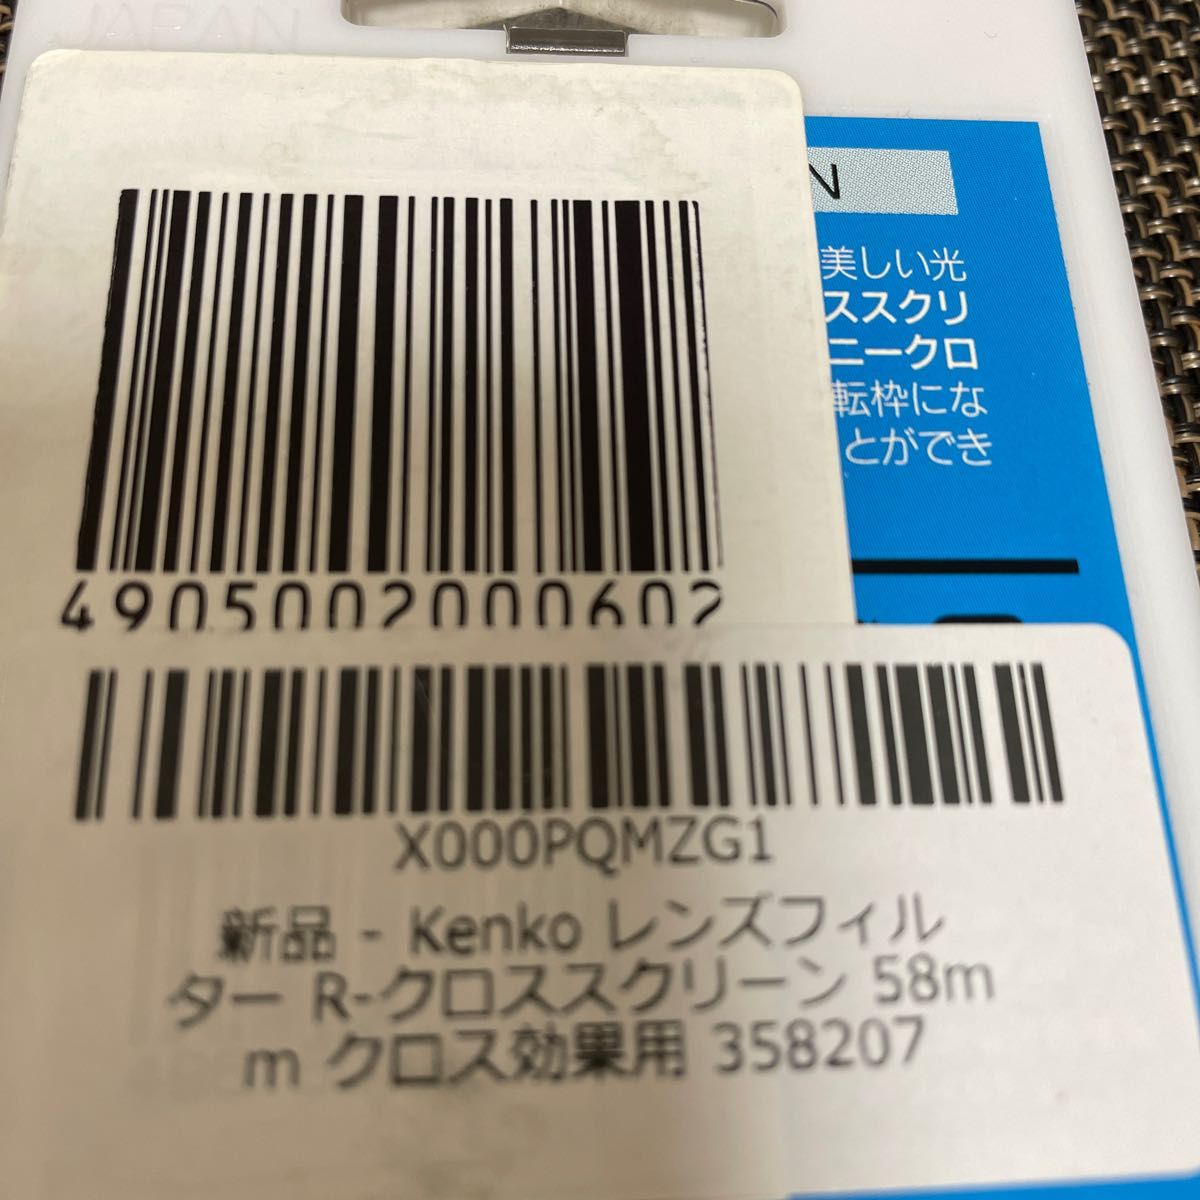 JAPAN
N
美しい光
ススクリ
ニークロ
転枠にな
とができ
4905002000602
X000PQMZG1
新品 - Kenko レンズフィル
ター R-クロススクリーン 58m
m クロス効果用 358207